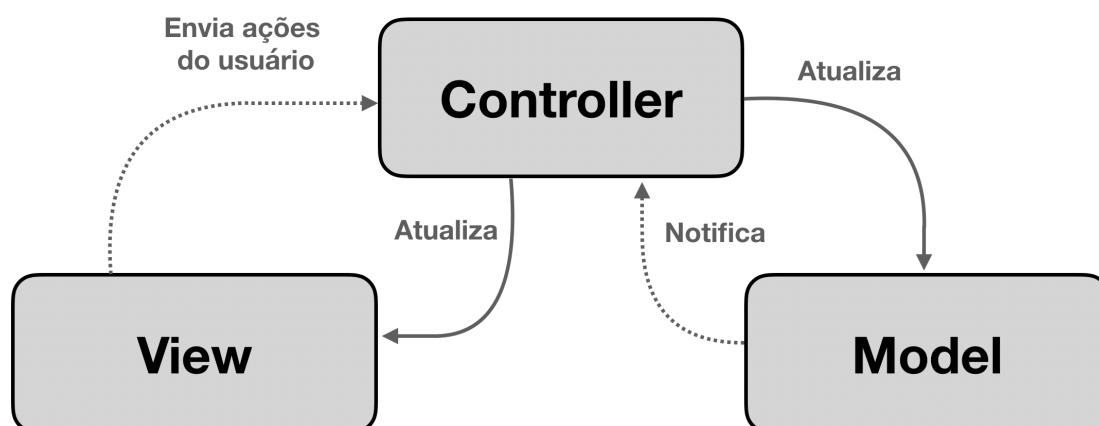 Envia ações
do usuário
Controller
Atualiza
Atualiza
Notifica
View
Model